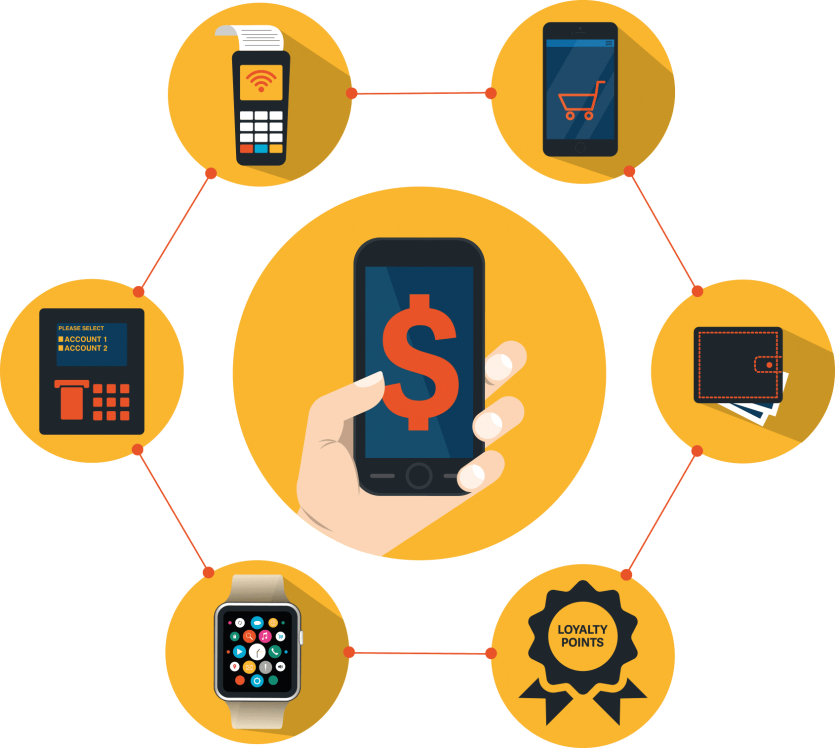 PLEASE SELECT
ACCOUNT 1
ACCOUNT 2
$
LOYALTY
POINTS